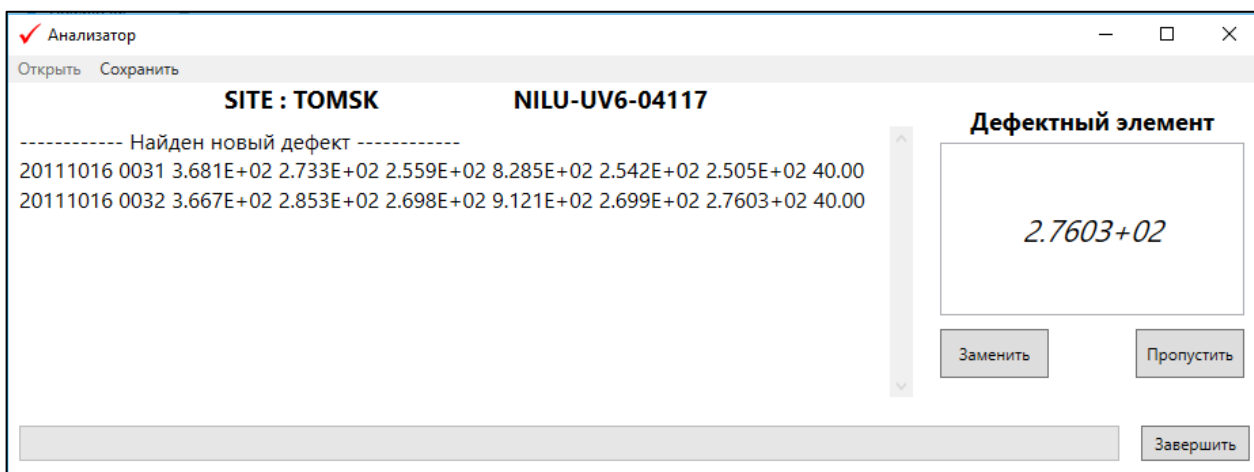 Анализатор
Открыть Сохранить
SITE : TOMSK NILU-UV6-04117
------------ Найден новый дефект ------------
20111016 0031 3.681E+02 2.733E+02 2.559E+02 8.285E+02 2.542E+02 2.505E+02 40.00
20111016 0032 3.667E+02 2.853E+02 2.698E+02 9.121E+02 2.699E+02 2.7603+02 40.00
Дефектный элемент
2.7603+02
Заменить Пропустить
Завершить